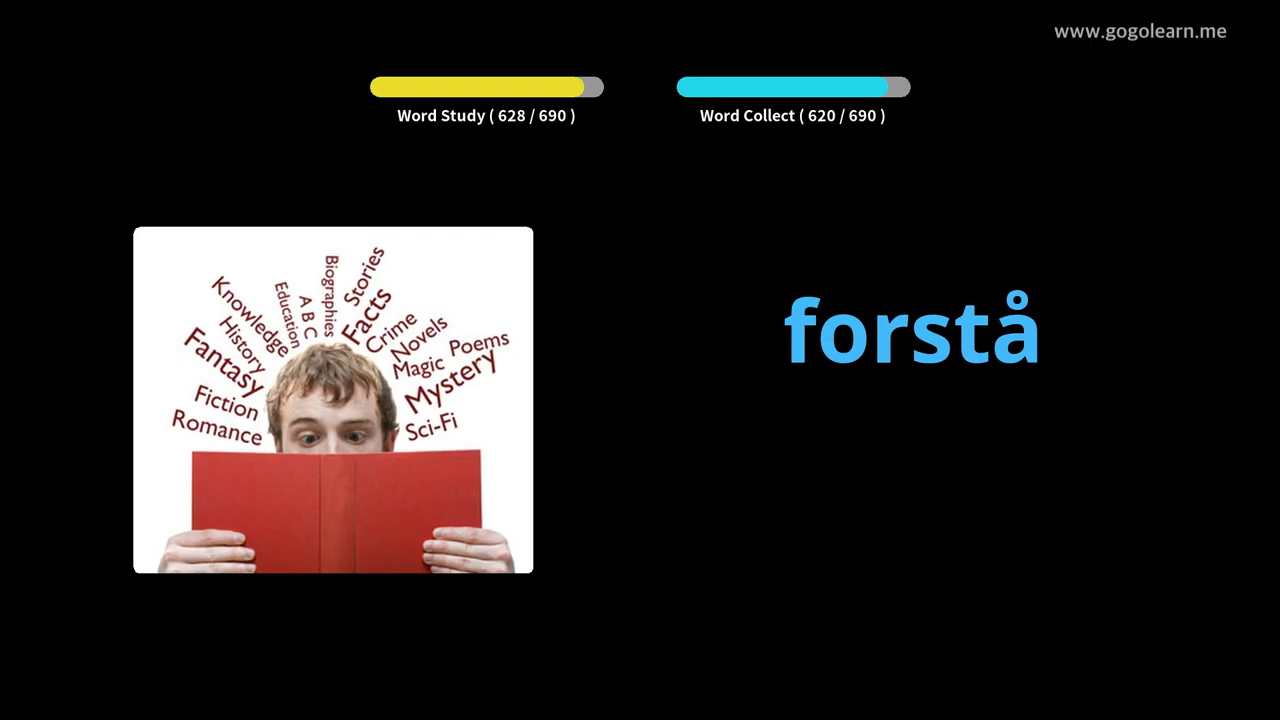 www.gogolearn.me
Word Study ( 628 / 690 )
Word Collect ( 620 / 690 )
forstå
Biographies
Stories
Education
A B C
Facts
Knowledge
History
Crime
Novels
Poems
Fantasy
Magic
Mystery
Fiction
Romance
Sci-Fi